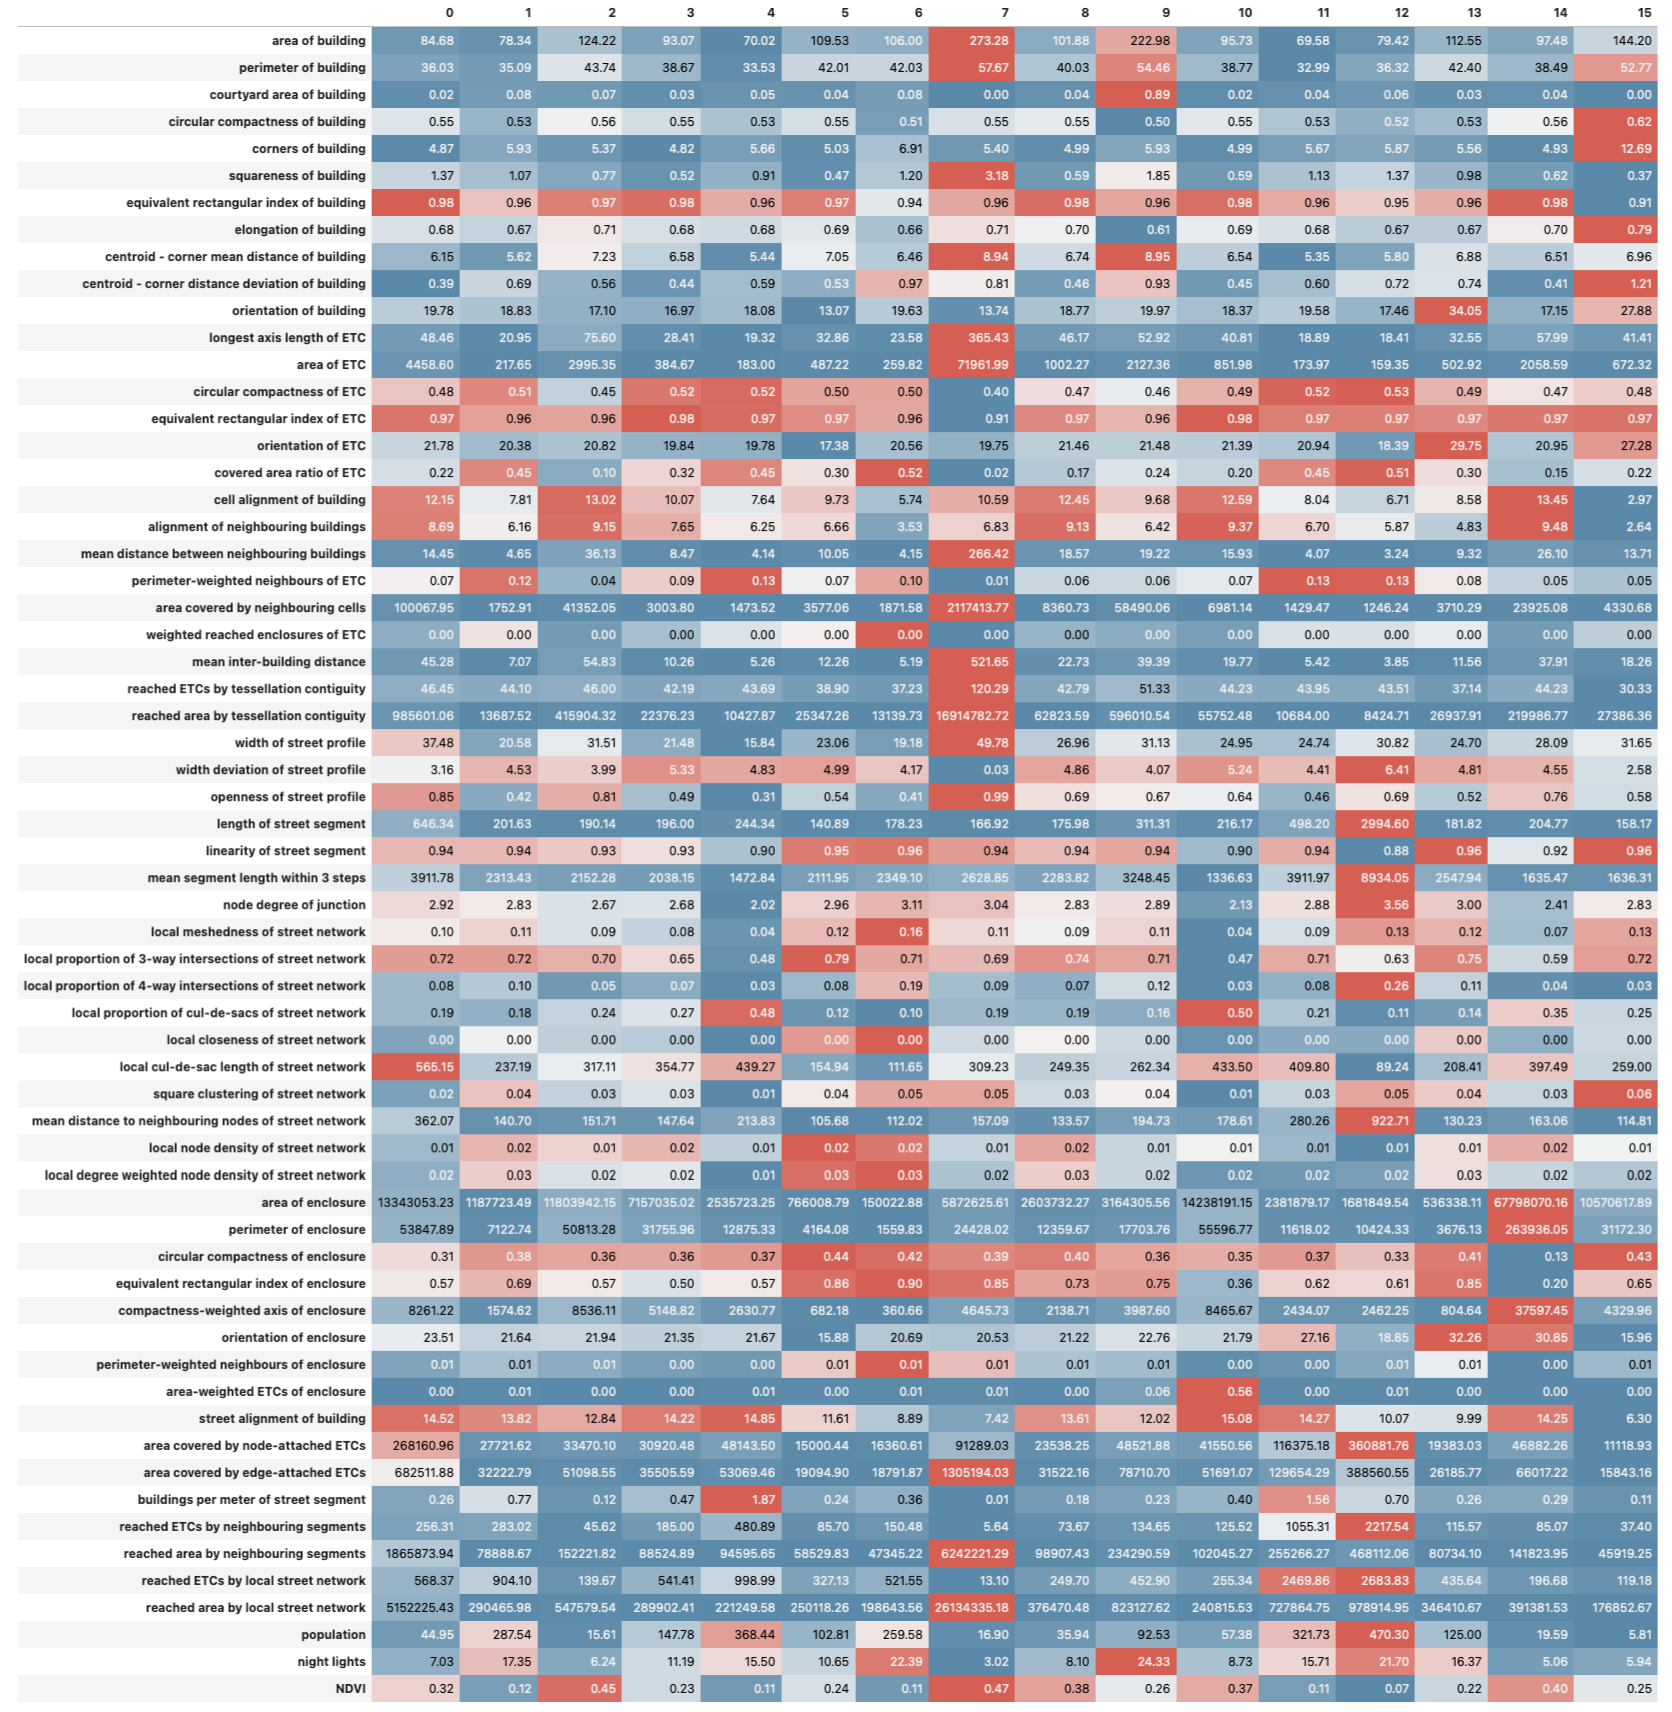 0 1 2 3 4 5 6 7 8 9 10 11 12 13 14 15
area of building 84.68 78.34 124.22 93.07 70.02 109.53 106.00 273.28 101.88 222.98 95.73 69.58 79.42 112.55 97.48 144.20
perimeter of building 36.03 35.09 43.74 38.67 33.53 42.01 42.03 57.67 40.03 54.46 38.77 32.99 36.32 42.40 38.49 52.77
courtyard area of building 0.02 0.08 0.07 0.03 0.05 0.04 0.08 0.00 0.04 0.89 0.02 0.04 0.06 0.03 0.04 0.00
circular compactness of building 0.55 0.53 0.56 0.55 0.53 0.55 0.51 0.55 0.55 0.50 0.55 0.53 0.52 0.53 0.56 0.62
corners of building 4.87 5.93 5.37 4.82 5.66 5.03 6.91 5.40 4.99 5.93 4.99 5.67 5.87 5.56 4.93 12.69
squareness of building 1.37 1.07 0.77 0.52 0.91 0.47 1.20 3.18 0.59 1.85 0.59 1.13 1.37 0.98 0.62 0.37
equivalent rectangular index of building 0.98 0.96 0.97 0.98 0.96 0.97 0.94 0.96 0.98 0.96 0.98 0.96 0.95 0.96 0.98 0.91
elongation of building 0.68 0.67 0.71 0.68 0.68 0.69 0.66 0.71 0.70 0.61 0.69 0.68 0.67 0.67 0.70 0.79
centroid - corner mean distance of building 6.15 5.62 7.23 6.58 5.44 7.05 6.46 8.94 6.74 8.95 6.54 5.35 5.80 6.88 6.51 6.96
centroid - corner distance deviation of building 0.39 0.69 0.56 0.44 0.59 0.53 0.97 0.81 0.46 0.93 0.45 0.60 0.72 0.74 0.41 1.21
orientation of building 19.78 18.83 17.10 16.97 18.08 13.07 19.63 13.74 18.77 19.97 18.37 19.58 17.46 34.05 17.15 27.88
longest axis length of ETC 48.46 20.95 75.60 28.41 19.32 32.86 23.58 365.43 46.17 52.92 40.81 18.89 18.41 32.55 57.99 41.41
area of ETC 4458.60 217.65 2995.35 384.67 183.00 487.22 259.82 71961.99 1002.27 2127.36 851.98 173.97 159.35 502.92 2058.59 672.32
circular compactness of ETC 0.48 0.51 0.45 0.52 0.52 0.50 0.50 0.40 0.47 0.46 0.49 0.52 0.53 0.49 0.47 0.48
equivalent rectangular index of ETC 0.97 0.96 0.96 0.98 0.97 0.97 0.96 0.91 0.97 0.96 0.98 0.97 0.97 0.97 0.97 0.97
orientation of ETC 21.78 20.38 20.82 19.84 19.78 17.38 20.56 19.75 21.46 21.48 21.39 20.94 18.39 29.75 20.95 27.28
covered area ratio of ETC 0.22 0.45 0.10 0.32 0.45 0.30 0.52 0.02 0.17 0.24 0.20 0.45 0.51 0.30 0.15 0.22
cell alignment of building 12.15 7.81 13.02 10.07 7.64 9.73 5.74 10.59 12.45 9.68 12.59 8.04 6.71 8.58 13.45 2.97
alignment of neighbouring buildings 8.69 6.16 9.15 7.65 6.25 6.66 3.53 6.83 9.13 6.42 9.37 6.70 5.87 4.83 9.48 2.64
mean distance between neighbouring buildings 14.45 4.65 36.13 8.47 4.14 10.05 4.15 266.42 18.57 19.22 15.93 4.07 3.24 9.32 26.10 13.71
perimeter-weighted neighbours of ETC 0.07 0.12 0.04 0.09 0.13 0.07 0.10 0.01 0.06 0.06 0.07 0.13 0.13 0.08 0.05 0.05
area covered by neighbouring cells 100067.95 1752.91 41352.05 3003.80 1473.52 3577.06 1871.58 2117413.77 8360.73 58490.06 6981.14 1429.47 1246.24 3710.29 23925.08 4330.68
weighted reached enclosures of ETC 0.00 0.00 0.00 0.00 0.00 0.00 0.00 0.00 0.00 0.00 0.00 0.00 0.00 0.00 0.00 0.00
mean inter-building distance 45.28 7.07 54.83 10.26 5.26 12.26 5.19 521.65 22.73 39.39 19.77 5.42 3.85 11.56 37.91 18.26
reached ETCs by tessellation contiguity 46.45 44.10 46.00 42.19 43.69 38.90 37.23 120.29 42.79 51.33 44.23 43.95 43.51 37.14 44.23 30.33
reached area by tessellation contiguity 985601.06 13687.52 415904.32 22376.23 10427.87 25347.26 13139.73 16914782.72 62823.59 596010.54 55752.48 10684.00 8424.71 26937.91 219986.77 27386.36
width of street profile 37.48 20.58 31.51 21.48 15.84 23.06 19.18 49.78 26.96 31.13 24.95 24.74 30.82 24.70 28.09 31.65
width deviation of street profile 3.16 4.53 3.99 5.33 4.83 4.99 4.17 0.03 4.86 4.07 5.24 4.41 6.41 4.81 4.55 2.58
openness of street profile 0.85 0.42 0.81 0.49 0.31 0.54 0.41 0.99 0.69 0.67 0.64 0.46 0.69 0.52 0.76 0.58
length of street segment 646.34 201.63 190.14 196.00 244.34 140.89 178.23 166.92 175.98 311.31 216.17 498.20 2994.60 181.82 204.77 158.17
linearity of street segment 0.94 0.94 0.93 0.93 0.90 0.95 0.96 0.94 0.94 0.94 0.90 0.94 0.88 0.96 0.92 0.96
mean segment length within 3 steps 3911.78 2313.43 2152.28 2038.15 1472.84 2111.95 2349.10 2628.85 2283.82 3248.45 1336.63 3911.97 8934.05 2547.94 1635.47 1636.31
node degree of junction 2.92 2.83 2.67 2.68 2.02 2.96 3.11 3.04 2.83 2.89 2.13 2.88 3.56 3.00 2.41 2.83
local meshedness of street network 0.10 0.11 0.09 0.08 0.04 0.12 0.16 0.11 0.09 0.11 0.04 0.09 0.13 0.12 0.07 0.13
local proportion of 3-way intersections of street network 0.72 0.72 0.70 0.65 0.48 0.79 0.71 0.69 0.74 0.71 0.47 0.71 0.63 0.75 0.59 0.72
local proportion of 4-way intersections of street network 0.08 0.10 0.05 0.07 0.03 0.08 0.19 0.09 0.07 0.12 0.03 0.08 0.26 0.11 0.04 0.03
local proportion of cul-de-sacs of street network 0.19 0.18 0.24 0.27 0.48 0.12 0.10 0.19 0.19 0.16 0.50 0.21 0.11 0.14 0.35 0.25
local closeness of street network 0.00 0.00 0.00 0.00 0.00 0.00 0.00 0.00 0.00 0.00 0.00 0.00 0.00 0.00 0.00 0.00
local cul-de-sac length of street network 565.15 237.19 317.11 354.77 439.27 154.94 111.65 309.23 249.35 262.34 433.50 409.80 89.24 208.41 397.49 259.00
square clustering of street network 0.02 0.04 0.03 0.03 0.01 0.04 0.05 0.05 0.03 0.04 0.01 0.03 0.05 0.04 0.03 0.06
mean distance to neighbouring nodes of street network 362.07 140.70 151.71 147.64 213.83 105.68 112.02 157.09 133.57 194.73 178.61 280.26 922.71 130.23 163.06 114.81
local node density of street network 0.01 0.02 0.01 0.02 0.01 0.02 0.02 0.01 0.02 0.01 0.01 0.01 0.01 0.01 0.02 0.01
local degree weighted node density of street network 0.02 0.03 0.02 0.02 0.01 0.03 0.03 0.02 0.03 0.02 0.02 0.02 0.02 0.03 0.02 0.02
area of enclosure 13343053.23 1187723.49 11803942.15 7157035.02 2535723.25 766008.79 150022.88 5872625.61 2603732.27 3164305.56 14238191.15 2381879.17 1681849.54 536338.11 67798070.16 10570617.89
perimeter of enclosure 53847.89 7122.74 50813.28 31755.96 12875.33 4164.08 1559.83 24428.02 12359.67 17703.76 55596.77 11618.02 10424.33 3676.13 263936.05 31172.30
circular compactness of enclosure 0.31 0.38 0.36 0.36 0.37 0.44 0.42 0.39 0.40 0.36 0.35 0.37 0.33 0.41 0.13 0.43
equivalent rectangular index of enclosure 0.57 0.69 0.57 0.50 0.57 0.86 0.90 0.85 0.73 0.75 0.36 0.62 0.61 0.85 0.20 0.65
compactness-weighted axis of enclosure 8261.22 1574.62 8536.11 5148.82 2630.77 682.18 360.66 4645.73 2138.71 3987.60 8465.67 2434.07 2462.25 804.64 37597.45 4329.96
orientation of enclosure 23.51 21.64 21.94 21.35 21.67 15.88 20.69 20.53 21.22 22.76 21.79 27.16 18.85 32.26 30.85 15.96
perimeter-weighted neighbours of enclosure 0.01 0.01 0.01 0.00 0.00 0.01 0.01 0.01 0.01 0.01 0.00 0.00 0.01 0.01 0.00 0.01
area-weighted ETCs of enclosure 0.00 0.01 0.00 0.00 0.01 0.00 0.01 0.01 0.00 0.06 0.56 0.00 0.01 0.00 0.00 0.00
street alignment of building 14.52 13.82 12.84 14.22 14.85 11.61 8.89 7.42 13.61 12.02 15.08 14.27 10.07 9.99 14.25 6.30
area covered by node-attached ETCs 268160.96 27721.62 33470.10 30920.48 48143.50 15000.44 16360.61 91289.03 23538.25 48521.88 41550.56 116375.18 360881.76 19383.03 46882.26 11118.93
area covered by edge-attached ETCs 682511.88 32222.79 51098.55 35505.59 53069.46 19094.90 18791.87 1305194.03 31522.16 78710.70 51691.07 129654.29 388560.55 26185.77 66017.22 15843.16
buildings per meter of street segment 0.26 0.77 0.12 0.47 1.87 0.24 0.36 0.01 0.18 0.23 0.40 1.56 0.70 0.26 0.29 0.11
reached ETCs by neighbouring segments 256.31 283.02 45.62 185.00 480.89 85.70 150.48 5.64 73.67 134.65 125.52 1055.31 2217.54 115.57 85.07 37.40
reached area by neighbouring segments 1865873.94 78888.67 152221.82 88524.89 94595.65 58529.83 47345.22 6242221.29 98907.43 234290.59 102045.27 255266.27 468112.06 80734.10 141823.95 45919.25
reached ETCs by local street network 568.37 904.10 139.67 541.41 998.99 327.13 521.55 13.10 249.70 452.90 255.34 2469.86 2683.83 435.64 196.68 119.18
reached area by local street network 5152225.43 290465.98 547579.54 289902.41 221249.58 250118.26 198643.56 26134335.18 376470.48 823127.62 240815.53 727864.75 978914.95 346410.67 391381.53 176852.67
population 44.95 287.54 15.61 147.78 368.44 102.81 259.58 16.90 35.94 92.53 57.38 321.73 470.30 125.00 19.59 5.81
night lights 7.03 17.35 6.24 11.19 15.50 10.65 22.39 3.02 8.10 24.33 8.73 15.71 21.70 16.37 5.06 5.94
NDVI 0.32 0.12 0.45 0.23 0.11 0.24 0.11 0.47 0.38 0.26 0.37 0.11 0.07 0.22 0.40 0.25